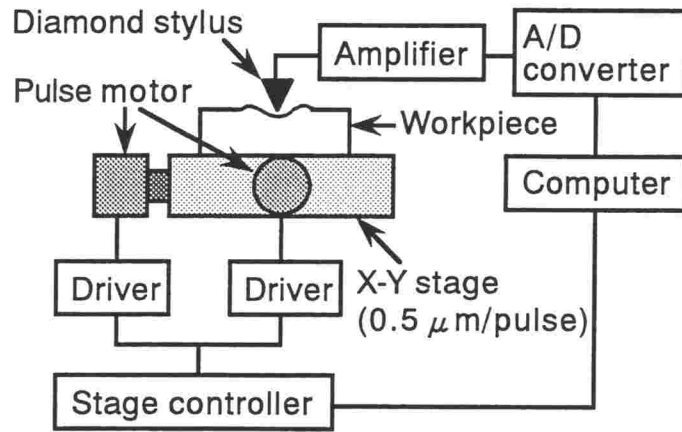 Diamond stylus
Amplifier
A/D
converter
Pulse motor
Workpiece
Computer
Driver
Driver
X-Y stage
(0.5 μm/pulse)
Stage controller